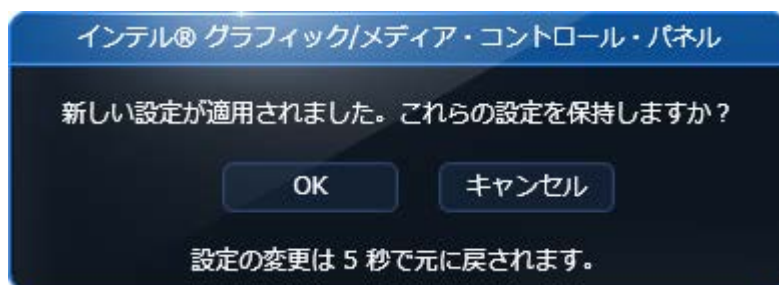 インテル® グラフィック/メディア・コントロール・パネル
新しい設定が適用されました。これらの設定を保持しますか？
OK キャンセル
設定の変更は 5 秒で元に戻されます。